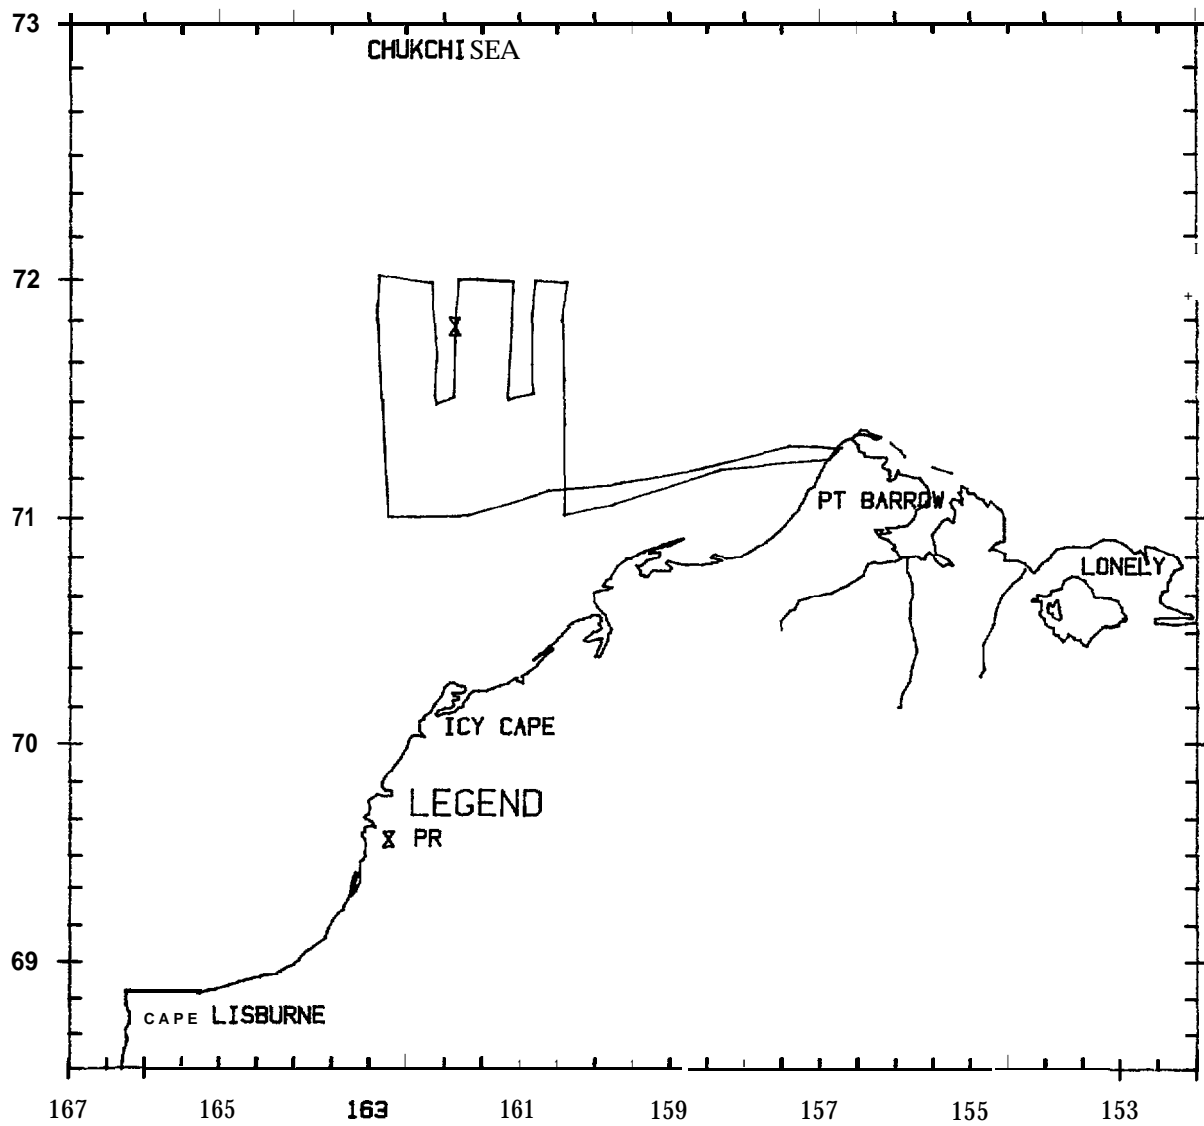 73
CHUKCHI SEA
72
71
PT BARROW
LONELY
ICY CAPE
70
LEGEND
PR
69
CAPE LISBURNE
167 165 163 161 159 157 155 153